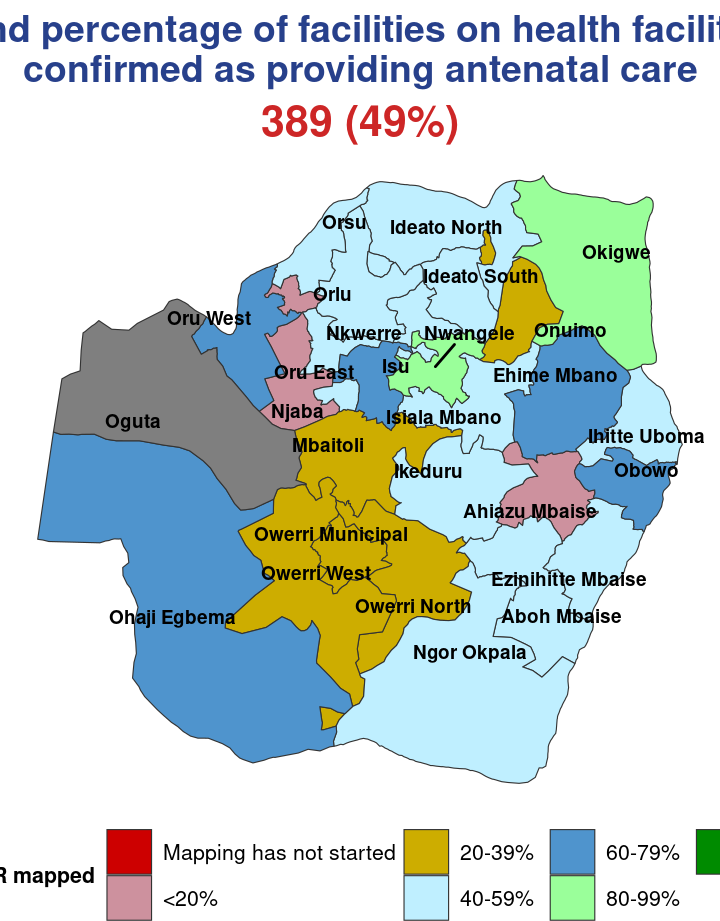 nd percentage of facilities on health facilit
confirmed as providing antenatal care
389 (49%)
Orsu
Ideato North
Okigwe
Ideato South
Orlu
Oru West
Nkwerre
Nwangele
Onuimo
Oru East
Isu
Ehime Mbano
Njaba
Isiala Mbano
Oguta
Mbaitoli
Ihitte Uboma
Ikeduru
Obowo
Ahiazu Mbaise
Owerri Municipal
Owerri West
Ezinihitte Mbaise
Ohaji Egbema
Owerri North
Aboh Mbaise
Ngor Okpala
R mapped
Mapping has not started
20-39%
60-79%
<20%
40-59%
80-99%